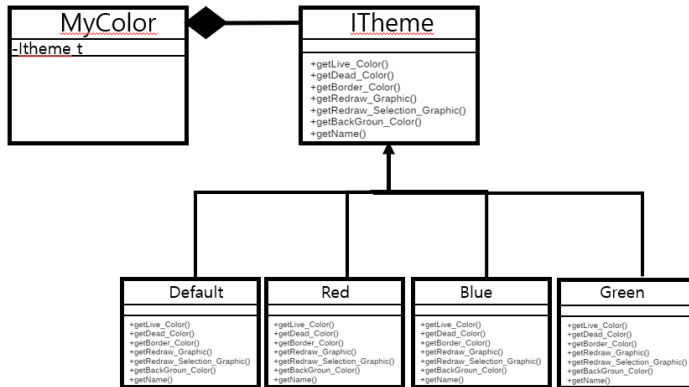 MyColor
-Itheme t
ITheme
+getLive_Color()
+getDead_Color()
+getBorder_Color()
+getRedraw_Graphic()
+getRedraw_Selection_Graphic()
+getBackGroun_Color()
+getName()
Default
+getLive_Color()
+getDead_Color()
+getBorder_Color()
+getRedraw_Graphic()
+getRedraw_Selection_Graphic()
+getBackGroun_Color()
+getName()
Red
+getLive_Color()
+getDead_Color()
+getBorder_Color()
+getRedraw_Graphic()
+getRedraw_Selection_Graphic()
+getBackGroun_Color()
+getName()
Blue
+getLive_Color()
+getDead_Color()
+getBorder_Color()
+getRedraw_Graphic()
+getRedraw_Selection_Graphic()
+getBackGroun_Color()
+getName()
Green
+getLive_Color()
+getDead_Color()
+getBorder_Color()
+getRedraw_Graphic()
+getRedraw_Selection_Graphic()
+getBackGroun_Color()
+getName()